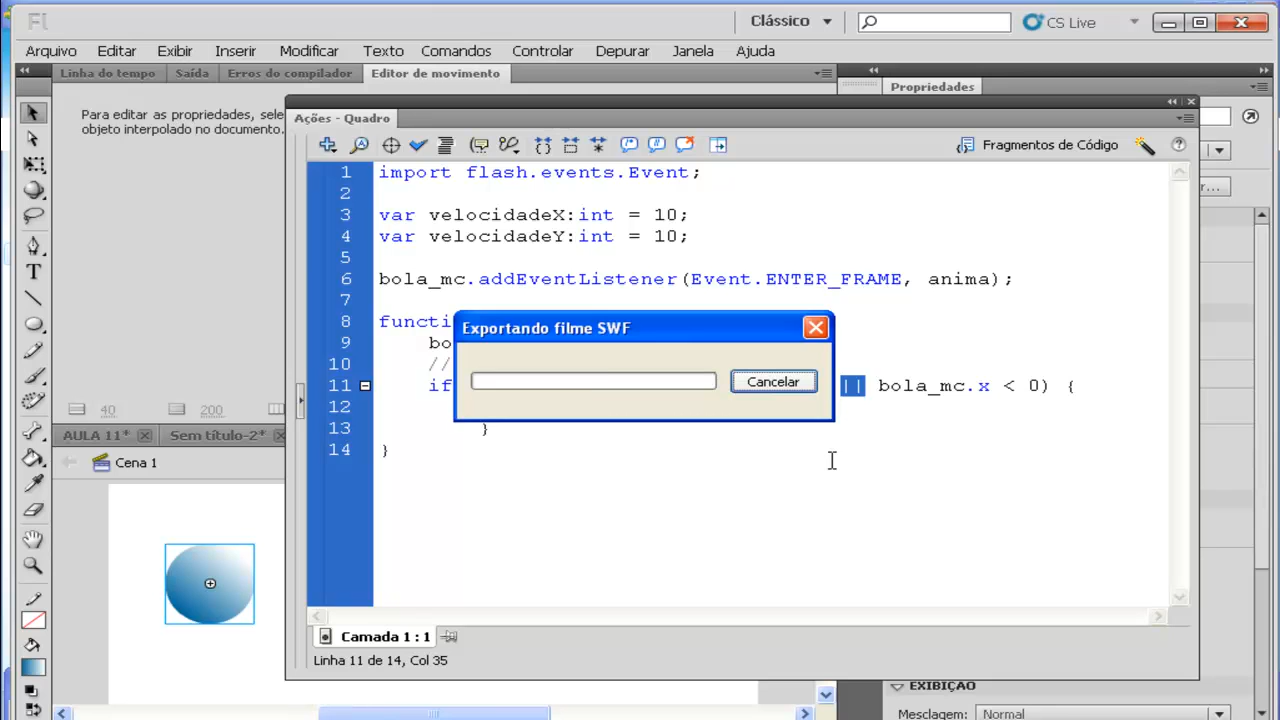 Fl
Clássico
CS Live
Arquivo Editar Exibir Inserir Modificar Texto Comandos Controlar Depurar Janela Ajuda
Linha do tempo Saída Erros do compilador Editor de movimento
Propriedades
Para editar as propriedades, sele
objeto interpolado no documento.
Ações - Quadro
Fragmentos de Código
1 import flash.events.Event;
2
3 var velocidadeX:int = 10;
4 var velocidadeY:int = 10;
5
6 bola_mc.addEventListener(Event.ENTER_FRAME, anima);
7
8 functi
9 bo
10 //
11 if || bola_mc.x < 0) {
12
13 }
14 }
Exportando filme SWF
Cancelar
r...
40 200
AULA 11* Sem título-2*
Cena 1
T
Camada 1 : 1
Linha 11 de 14, Col 35
EXIBIÇÃO
Mesclagem: Normal